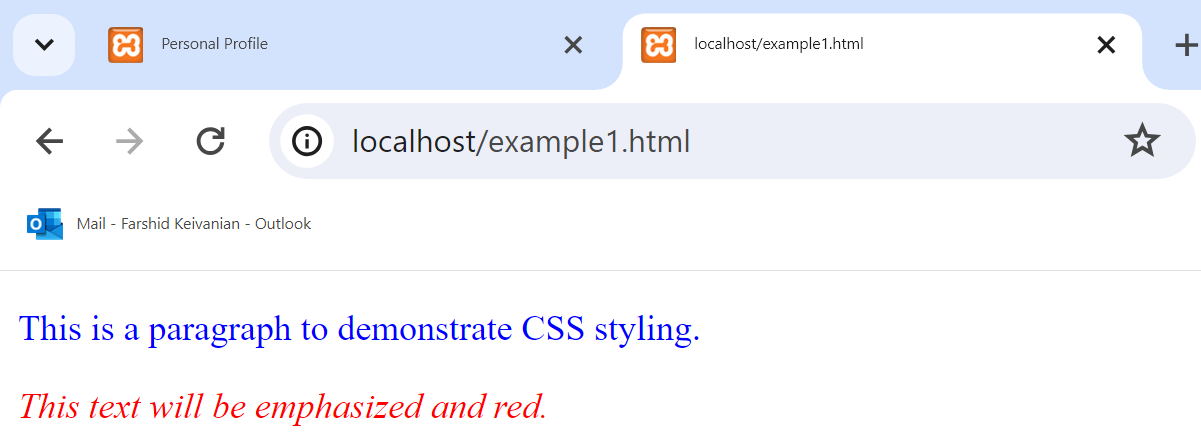 Personal Profile
localhost/example1.html
localhost/example1.html
Mail - Farshid Keivanian - Outlook
This is a paragraph to demonstrate CSS styling.
This text will be emphasized and red.